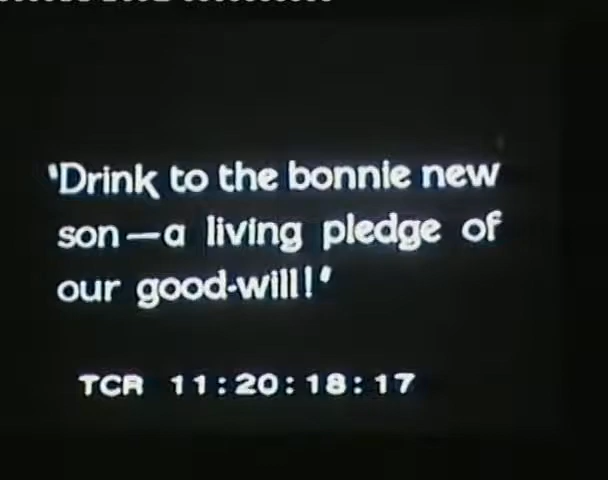 'Drink to the bonnie new
son—a living pledge of
our good-will!'
TCR 11:20:18:17